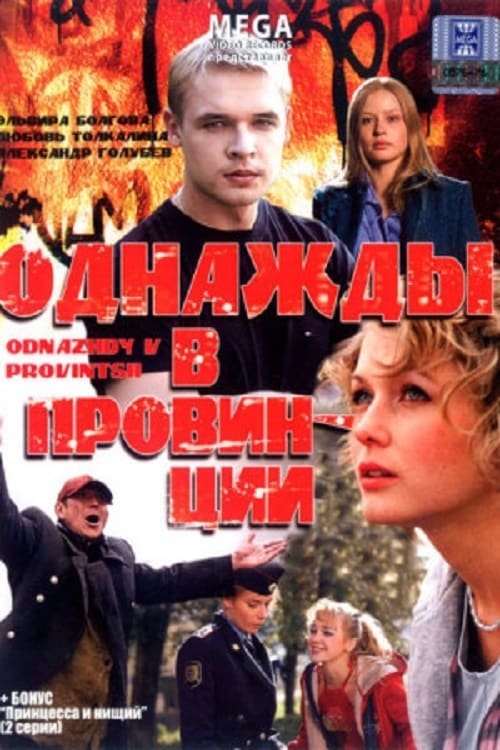 MEGA
VIDEO RECORDS
представляет
MEGA
ЭЛЬВИРА БОЛГОВА
ЛЮБОВЬ ТОЛКАЛИНА
АЛЕКСАНДР ГОЛУБЕВ
ОДНАЖДЫ
ODNAZHDY V
PROVINTSII
В
ПРОВИН-
ЦИИ
+ БОНУС
"Принцесса и нищий"
(2 серии)